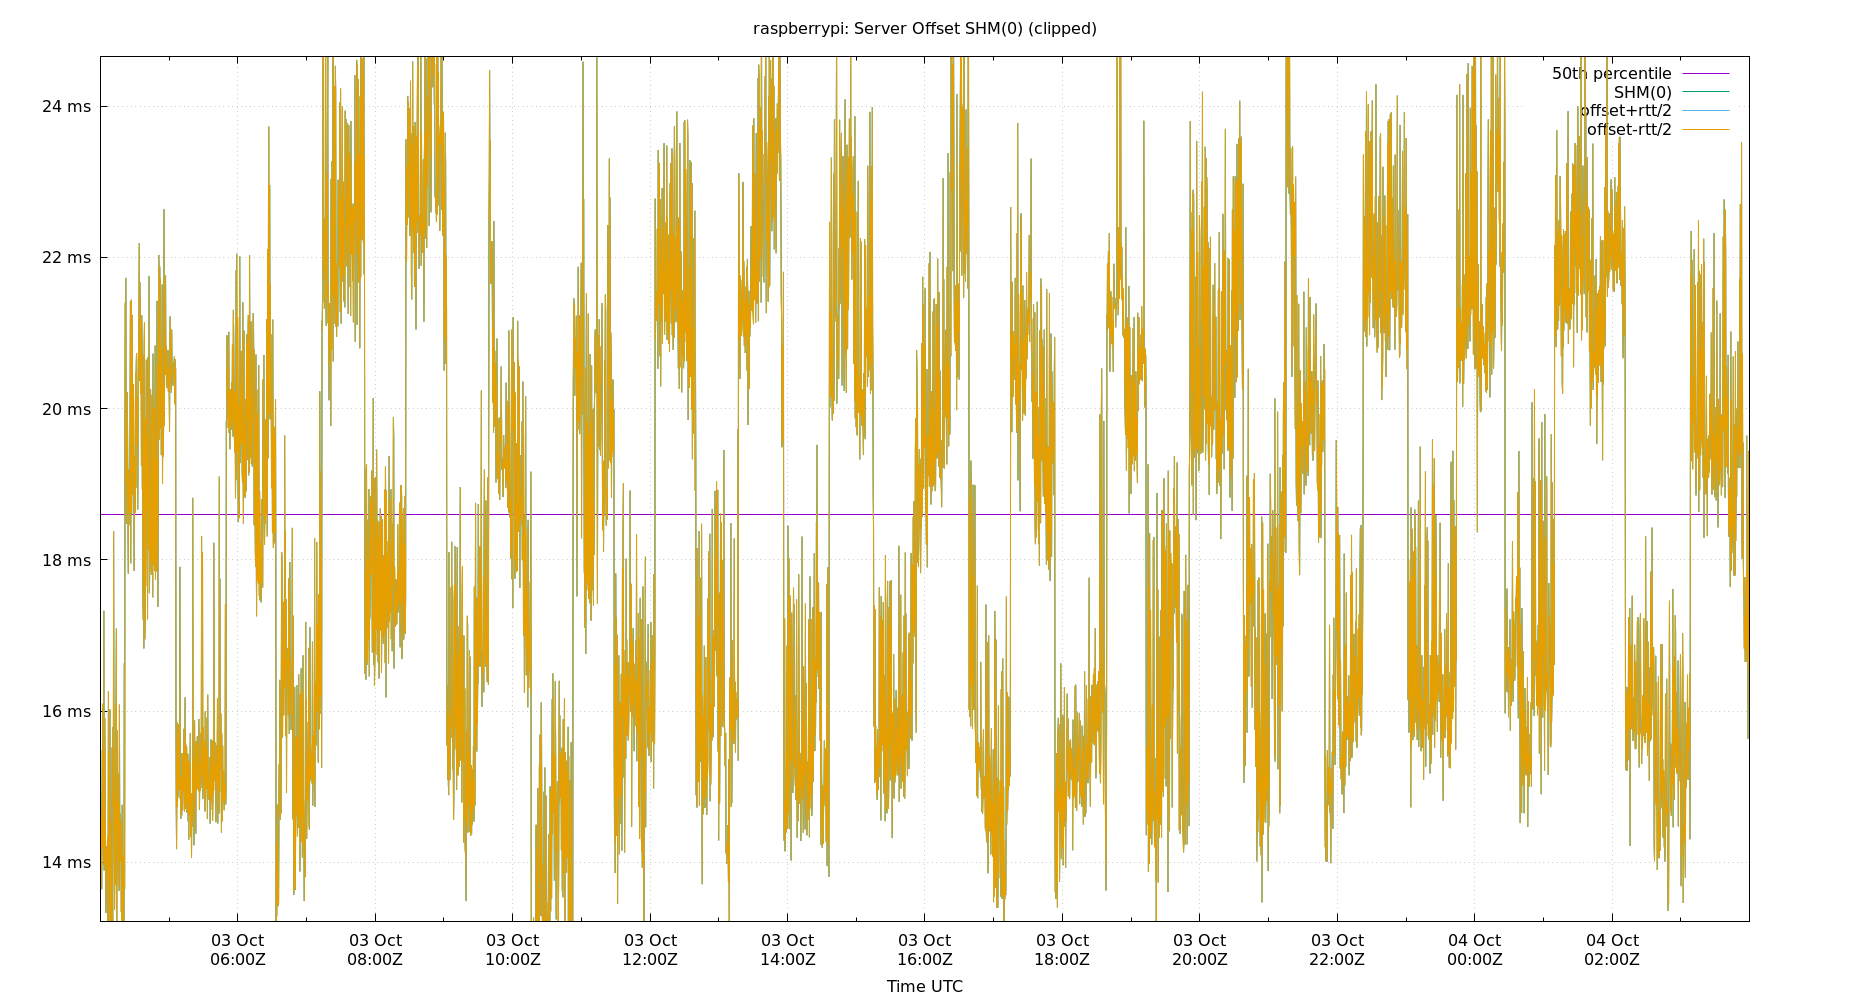 raspberrypi: Server Offset SHM(0) (clipped)
50th percentile
SHM(0)
offset+rtt/2
offset-rtt/2
24 ms
22 ms
20 ms
18 ms
16 ms
14 ms
03 Oct 03 Oct 03 Oct 03 Oct 03 Oct 03 Oct 03 Oct 03 Oct 03 Oct 04 Oct 04 Oct
06:00Z 08:00Z 10:00Z 12:00Z 14:00Z 16:00Z 18:00Z 20:00Z 22:00Z 00:00Z 02:00Z
Time UTC